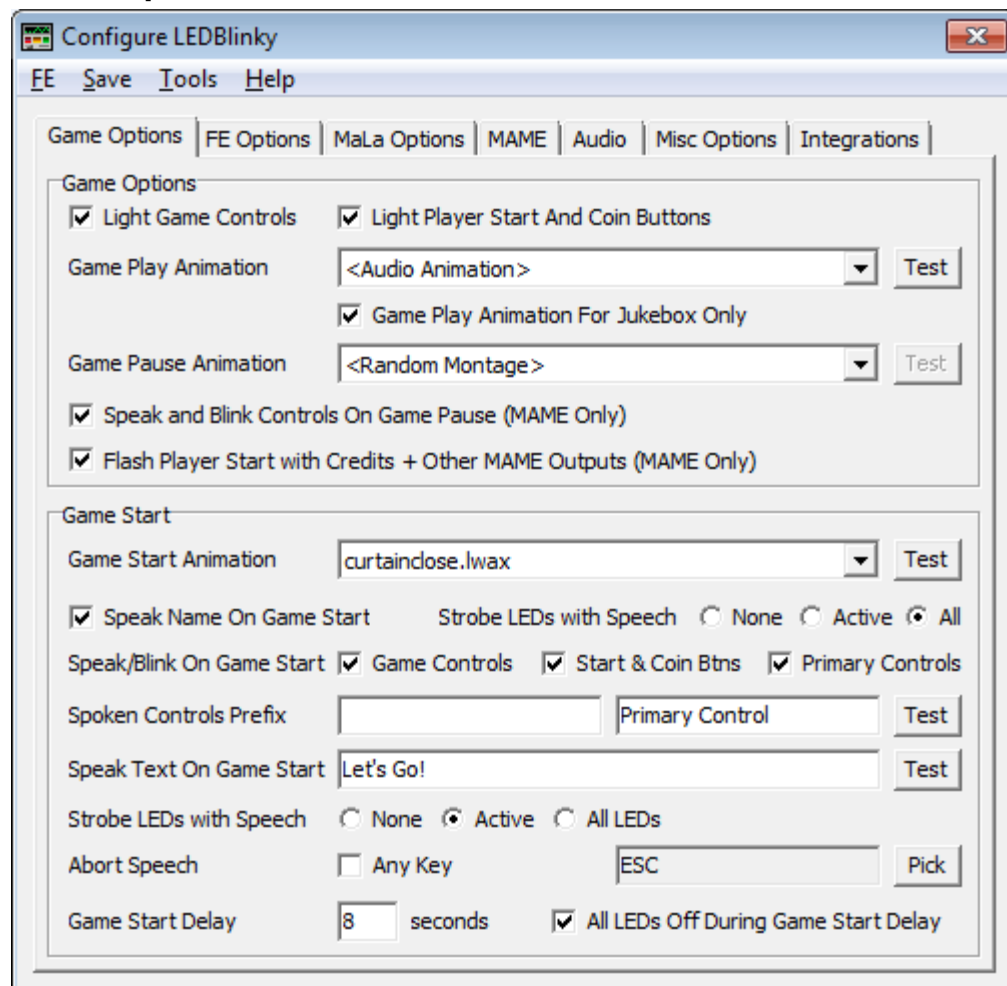 Configure LEDBlinky
FE Save Tools Help
Game Options FE Options MaLa Options MAME Audio Misc Options Integrations
Game Options
Light Game Controls Light Player Start And Coin Buttons
Game Play Animation <Audio Animation> Test
Game Play Animation For Jukebox Only
Game Pause Animation <Random Montage> Test
Speak and Blink Controls On Game Pause (MAME Only)
Flash Player Start with Credits + Other MAME Outputs (MAME Only)
Game Start
Game Start Animation curtainclose.lwax Test
Speak Name On Game Start Strobe LEDs with Speech None Active All
Speak/Blink On Game Start Game Controls Start & Coin Btns Primary Controls
Spoken Controls Prefix Primary Control Test
Speak Text On Game Start Let's Go! Test
Strobe LEDs with Speech None Active All LEDs
Abort Speech Any Key ESC Pick
Game Start Delay 8 seconds All LEDs Off During Game Start Delay